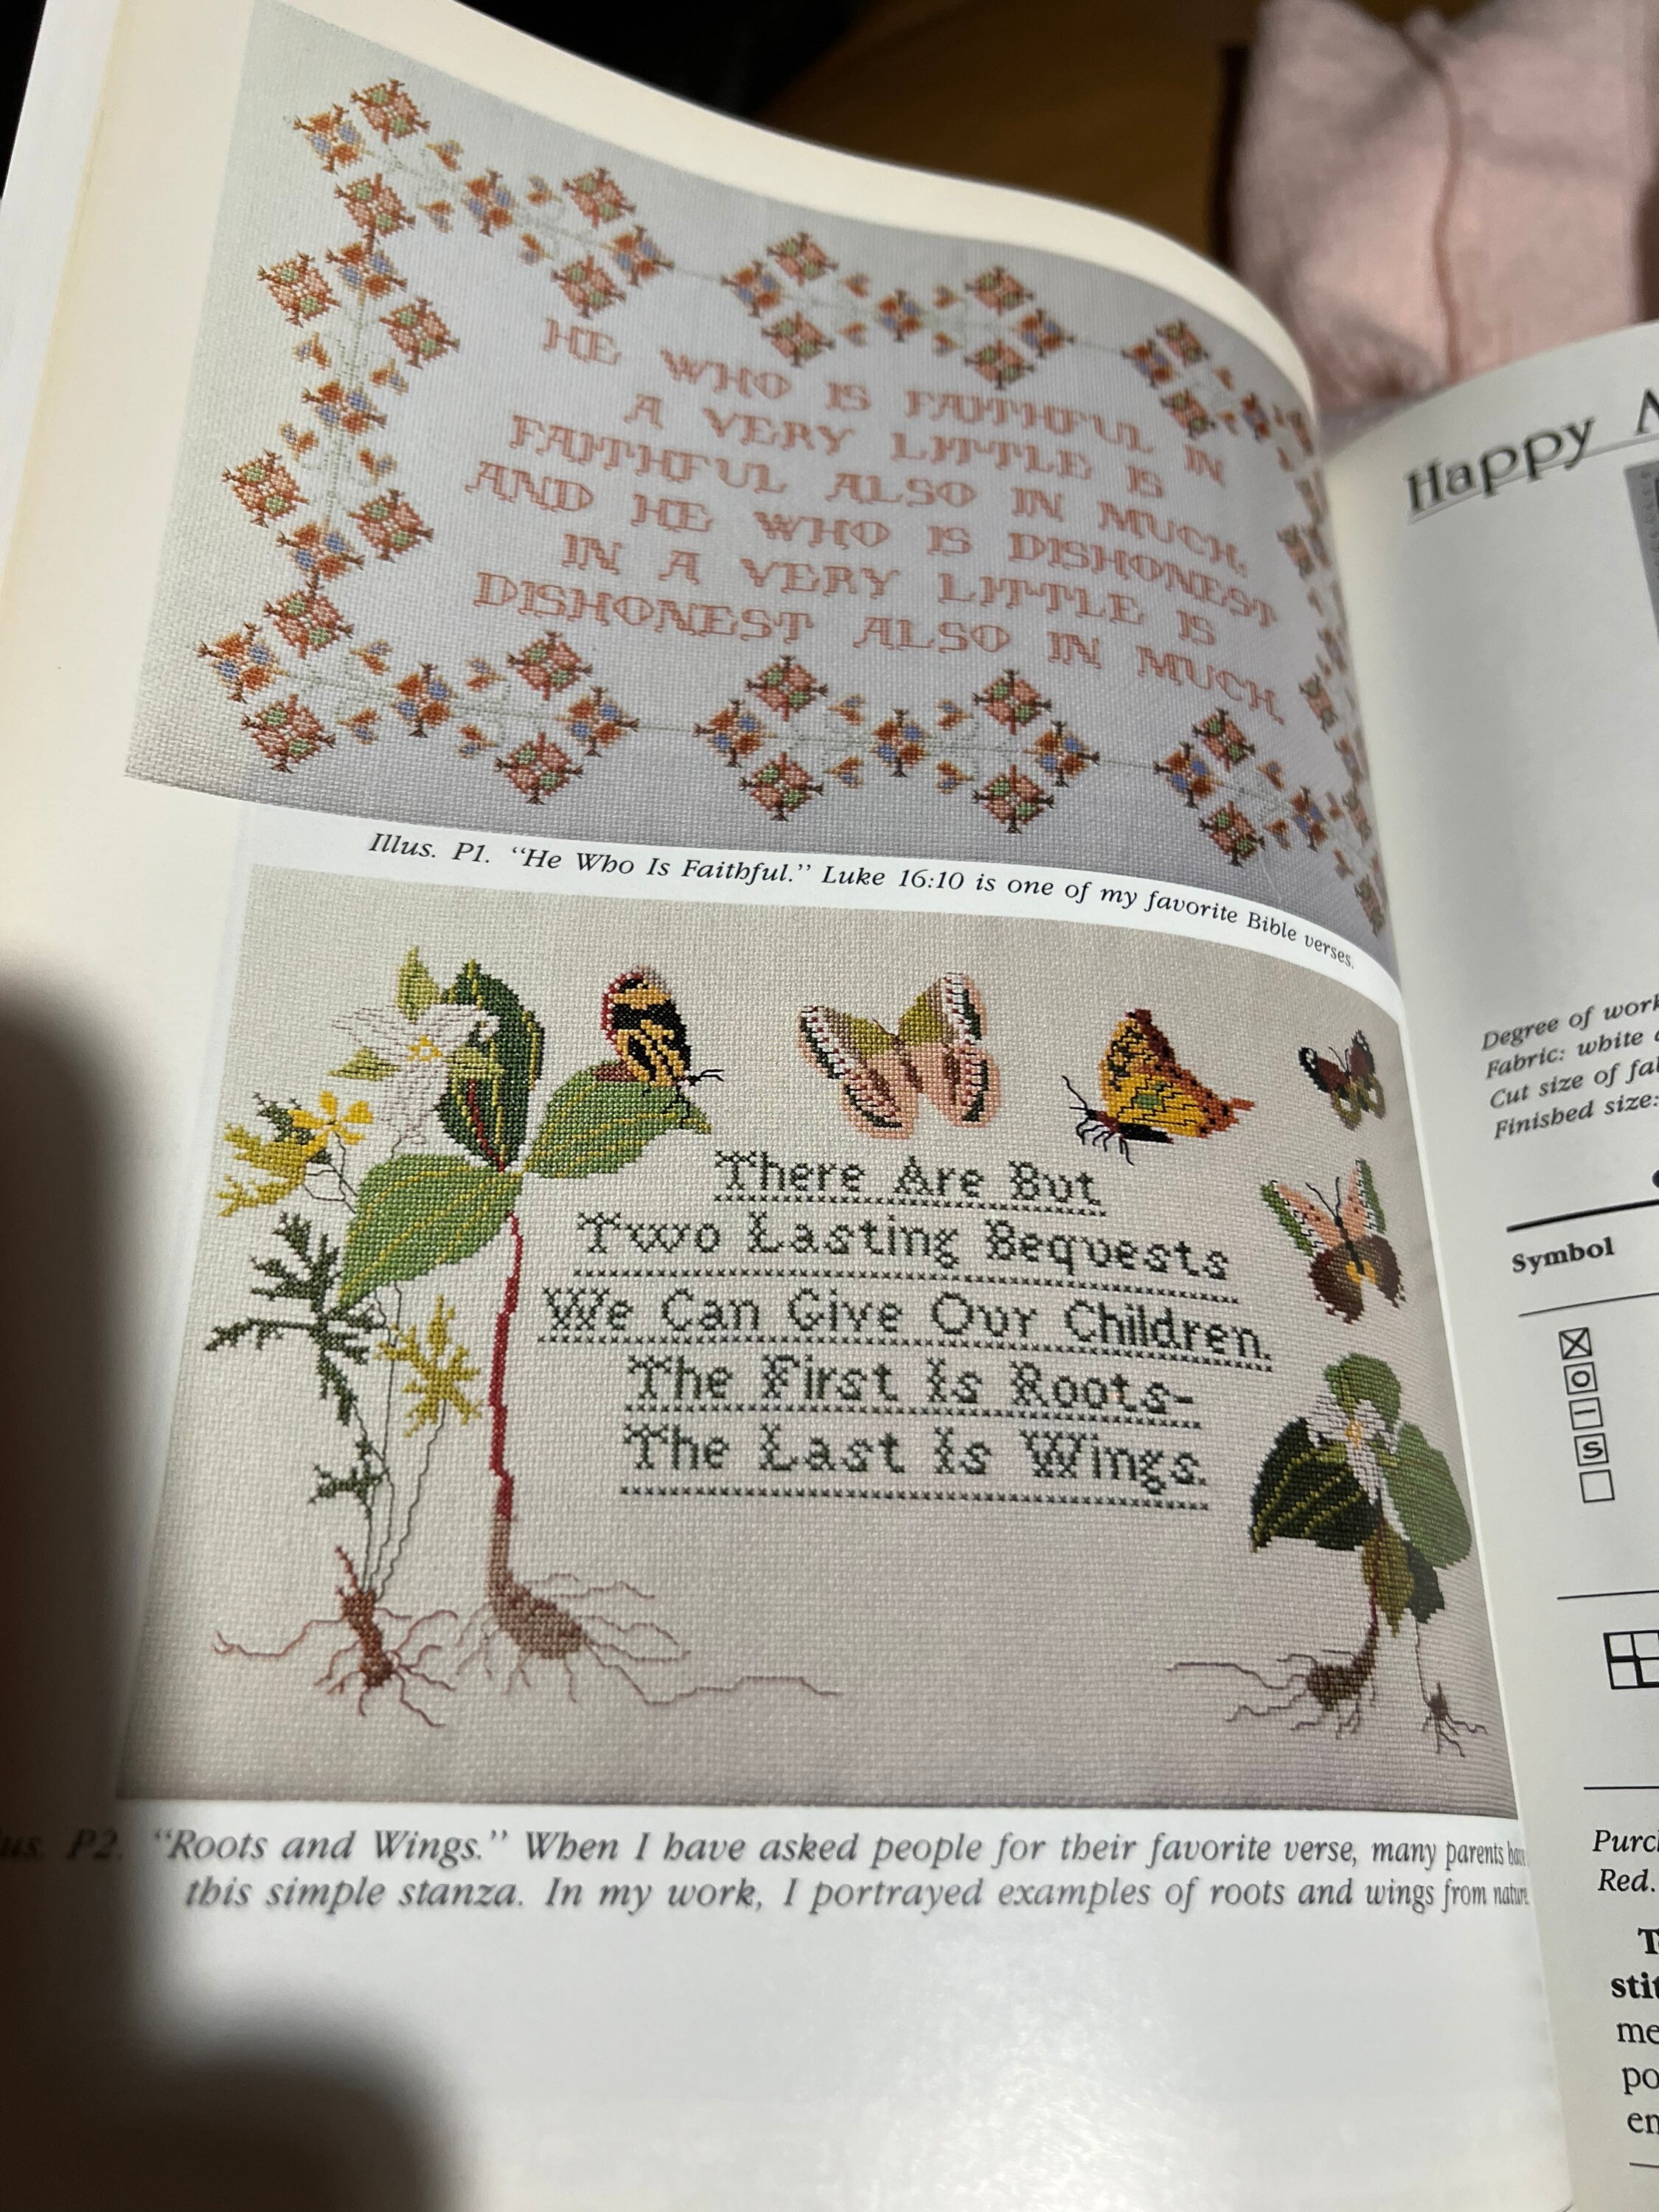 HE WHO IS FAITHFUL IN
A VERY LITTLE IS
FAITHFUL ALSO IN MUCH,
AND HE WHO IS DISHONEST
IN A VERY LITTLE IS
DISHONEST ALSO IN MUCH.
Illus. P1. “He Who Is Faithful.” Luke 16:10 is one of my favorite Bible verses.
There Are But
Two Lasting Bequests
We Can Give Our Children.
The First Is Roots-
The Last Is Wings.
P2. “Roots and Wings.” When I have asked people for their favorite verse, many parents
this simple stanza. In my work, I portrayed examples of roots and wings from nature
Happy
Degree of
Fabric: white
Cut size of
Finished size:
Symbol
X
O
I
S
Red.